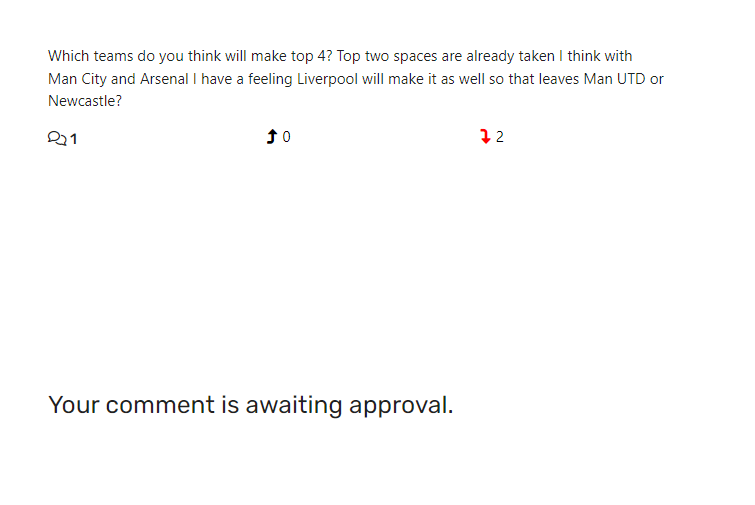 Which teams do you think will make top 4? Top two spaces are already taken I think with
Man City and Arsenal I have a feeling Liverpool will make it as well so that leaves Man UTD or
Newcastle?
1 0 2
Your comment is awaiting approval.